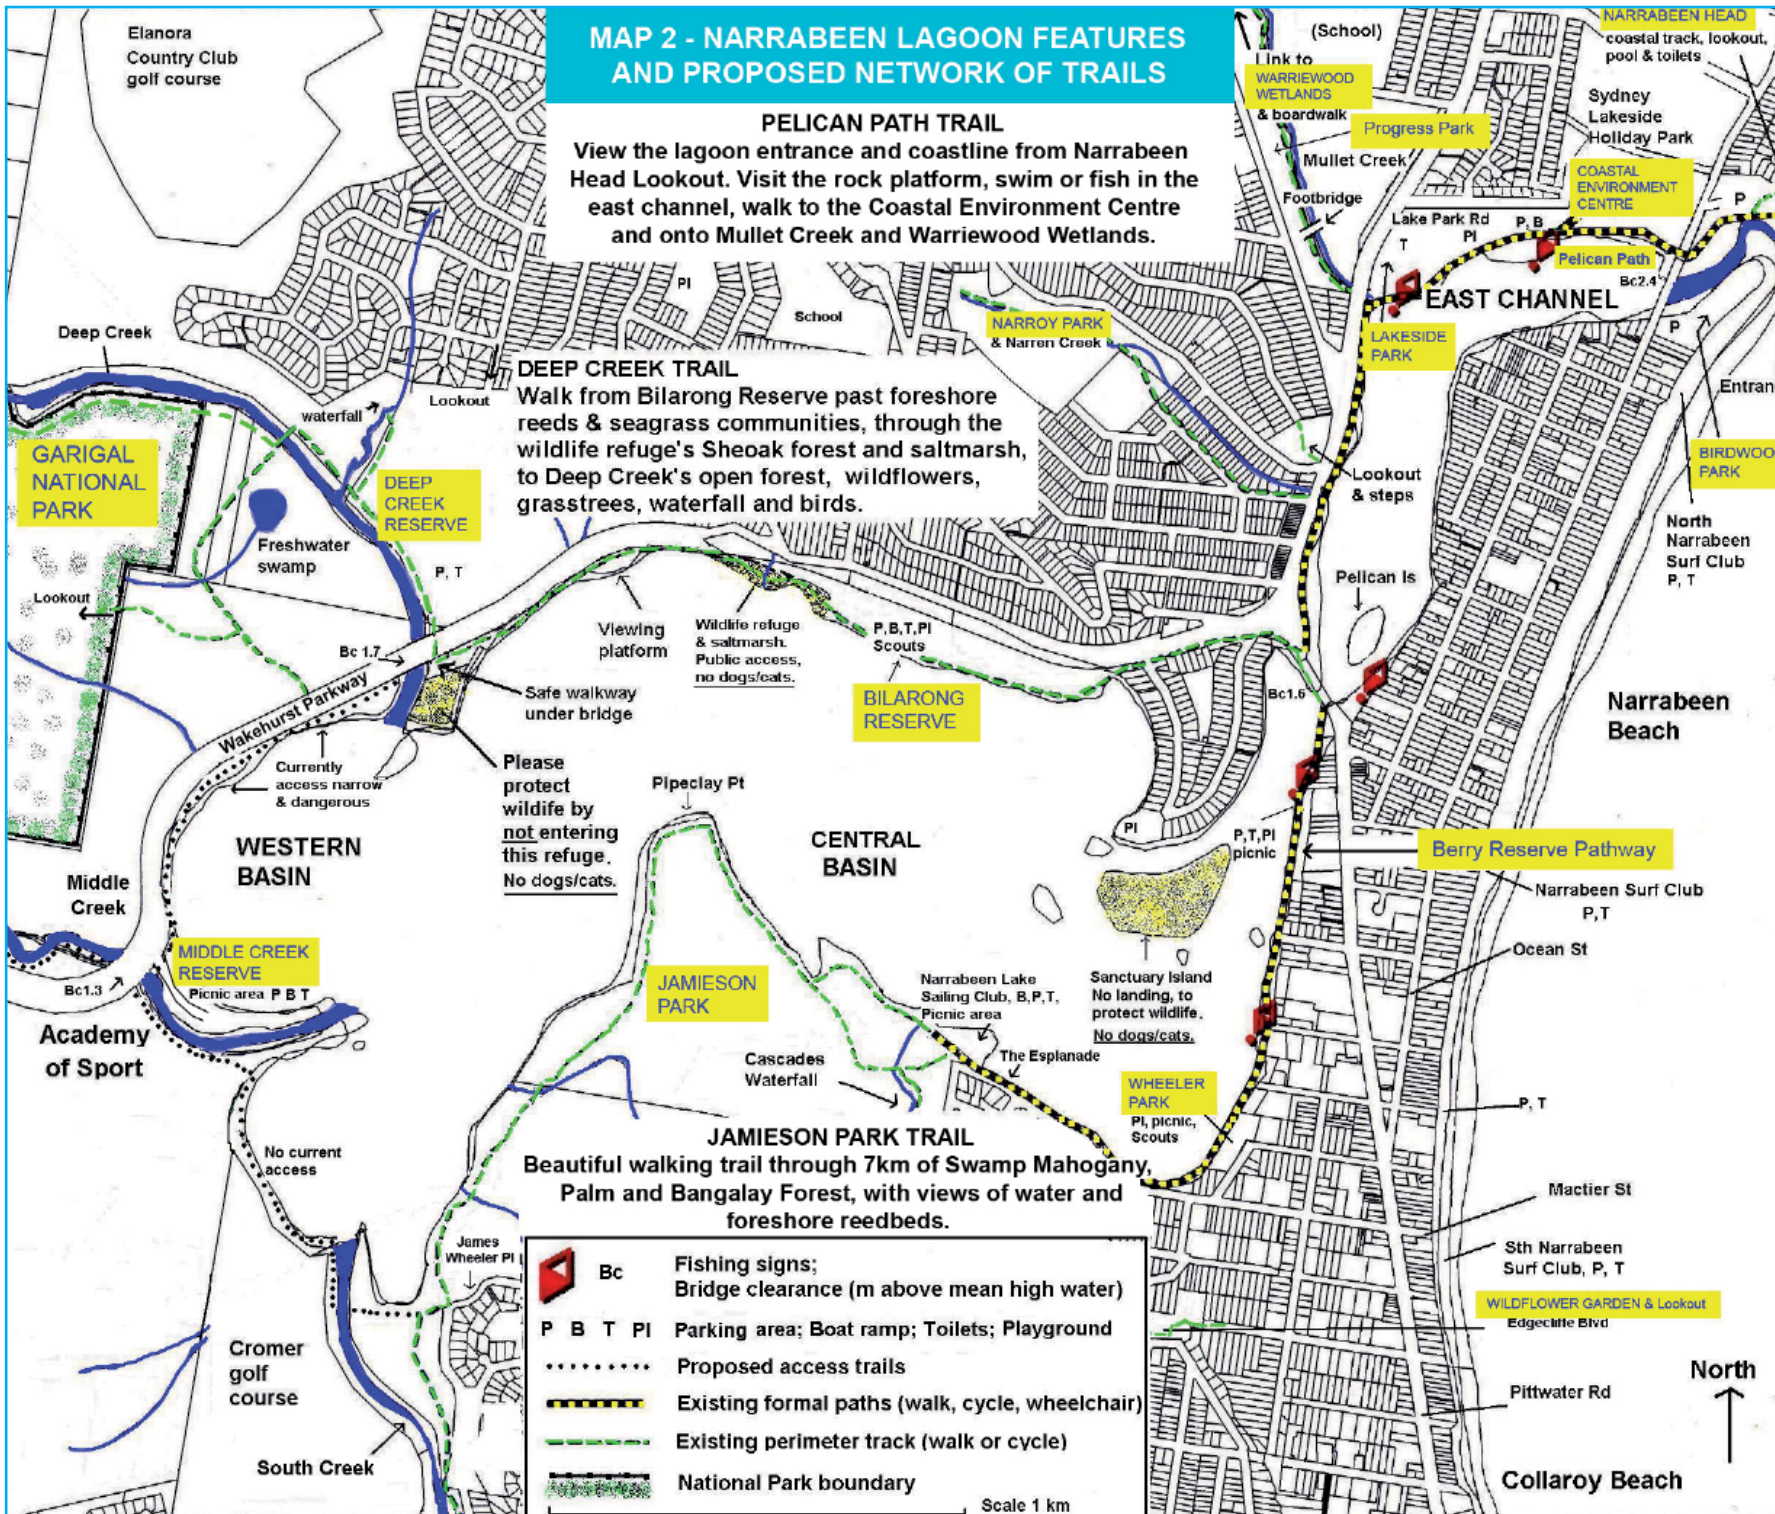 Elanora
Country Club
golf course
MAP 2 - NARRABEEN LAGOON FEATURES
AND PROPOSED NETWORK OF TRAILS
PELICAN PATH TRAIL
View the lagoon entrance and coastline from Narrabeen
Head Lookout. Visit the rock platform, swim or fish in the
east channel, walk to the Coastal Environment Centre
and onto Mullet Creek and Warriewood Wetlands.
(School)
Link to
WARRIEWOOD
WETLANDS
& boardwalk
Progress Park
Mullet Creek
Footbridge
NARRABEEN HEAD
coastal track, lookout,
pool & toilets
Sydney
Lakeside
Holiday Park
COASTAL
ENVIRONMENT
CENTRE
Lake Park Rd
T
Pl
P, B
P
Pelican Path
Bc2.4
EAST CHANNEL
LAKESIDE
PARK
P
Entran
BIRDWOO
PARK
North
Narrabeen
Surf Club
P, T
Pl
School
NARROY PARK
& Narren Creek
Lookout
& steps
Deep Creek
waterfall
Lookout
DEEP CREEK TRAIL
Walk from Bilarong Reserve past foreshore
reeds & seagrass communities, through the
wildlife refuge's Sheoak forest and saltmarsh,
to Deep Creek's open forest, wildflowers,
grasstrees, waterfall and birds.
GARIGAL
NATIONAL
PARK
DEEP
CREEK
RESERVE
Freshwater
swamp
P, T
Lookout
Bc 1.7
Wakehurst Parkway
Viewing
platform
Wildlife refuge
& saltmarsh.
Public access,
no dogs/cats.
P,B,T,Pl
Scouts
BILARONG
RESERVE
Safe walkway
under bridge
Pelican Is
Bc1.6
Narrabeen
Beach
Currently
access narrow
& dangerous
Please
protect
wildife by
not entering
this refuge.
No dogs/cats.
Pipeclay Pt
WESTERN
BASIN
CENTRAL
BASIN
Pl
P,T,Pl
picnic
Berry Reserve Pathway
Narrabeen Surf Club
P,T
Ocean St
Middle
Creek
MIDDLE CREEK
RESERVE
Picnic area P B T
Bc1.3
Academy
of Sport
JAMIESON
PARK
Narrabeen Lake
Sailing Club, B,P,T,
Picnic area
Sanctuary Island
No landing, to
protect wildlife.
No dogs/cats.
Cascades
Waterfall
The Esplanade
WHEELER
PARK
Pl, picnic,
Scouts
P, T
No current
access
JAMIESON PARK TRAIL
Beautiful walking trail through 7km of Swamp Mahogany,
Palm and Bangalay Forest, with views of water and
foreshore reedbeds.
Mactier St
Sth Narrabeen
Surf Club, P, T
WILDFLOWER GARDEN & Lookout
Edgecliffe Blvd
James
Wheeler Pl
Cromer
golf
course
South Creek
Bc
Fishing signs;
Bridge clearance (m above mean high water)
P B T Pl Parking area; Boat ramp; Toilets; Playground
Proposed access trails
Existing formal paths (walk, cycle, wheelchair)
Existing perimeter track (walk or cycle)
National Park boundary
Scale 1 km
Pittwater Rd
North
Collaroy Beach